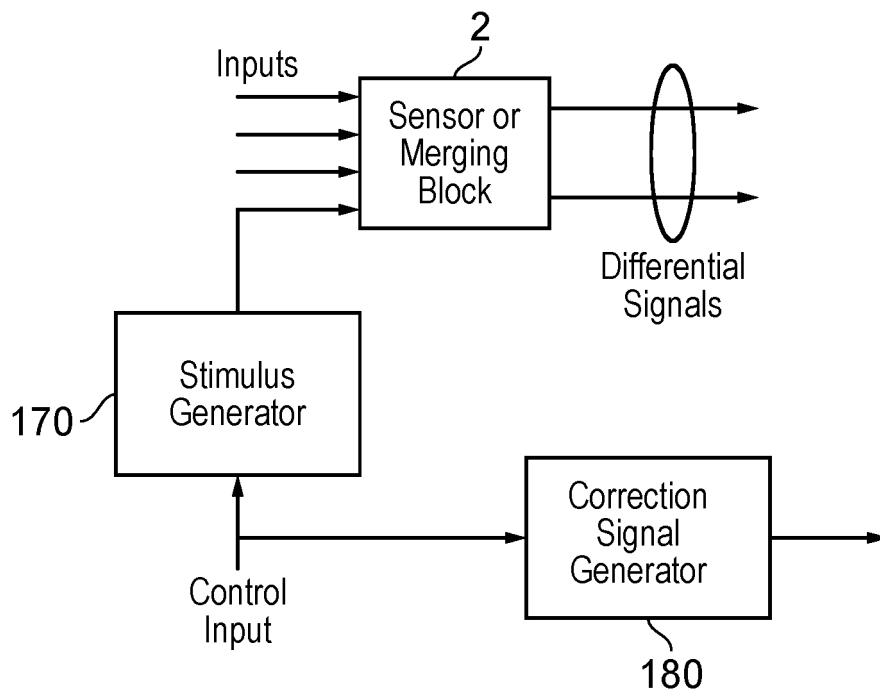 2
Inputs
Sensor or
Merging
Block
Differential
Signals
Stimulus
Generator
170
Correction
Signal
Generator
Control
Input
180